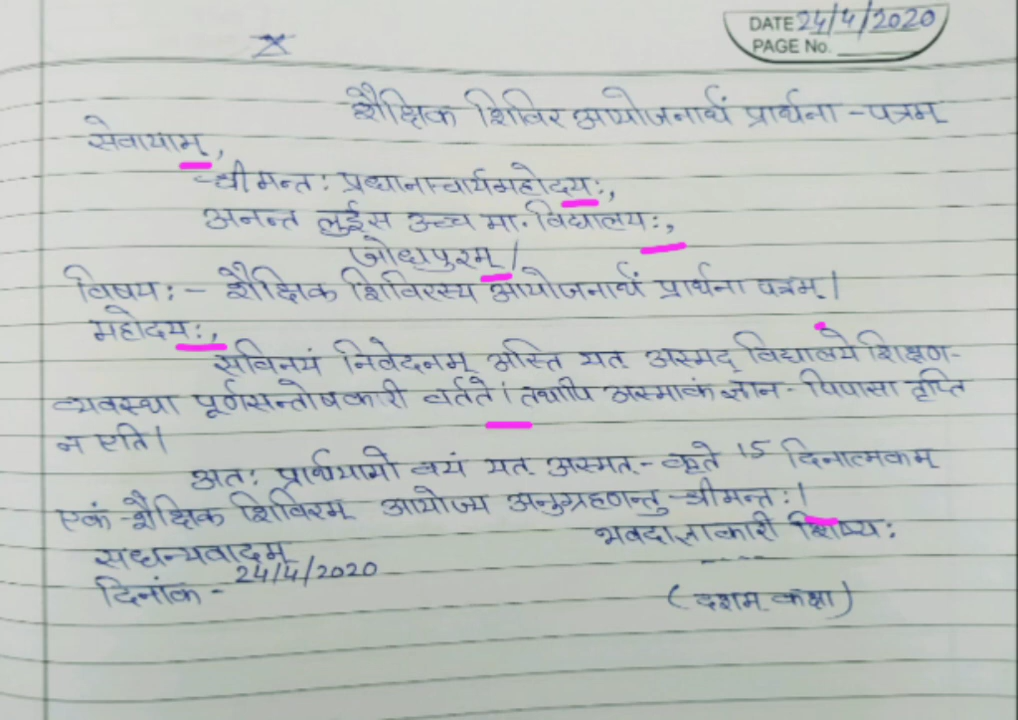 DATE 24/4/2020
PAGE No.
शैक्षिक शिविर आयोजनार्थं प्रार्थना - पत्रम्
सेवायाम्,
श्रीमन्तः प्रधानाचार्यमहोदयः,
अनन्त लुईस उच्च मा. विद्यालयः,
जोधपुरम्।
विषयः - शैक्षिक शिविरस्य आयोजनार्थं प्रार्थना पत्रम्।
महोदयः,
सविनयं निवेदनम् अस्ति यत् अस्मद् विद्यालये शिक्षण-
व्यवस्था पूर्णसन्तोषकारी वर्तते। तथापि अस्माकं ज्ञान - पिपासा तृप्ति
न एति।
अतः प्रार्थयामो वयं यत् अस्मत् - कृते 15 दिनात्मकम्
एकं शैक्षिक शिविरम् आयोज्य अनुग्रहणन्तु श्रीमन्तः।
भवदाज्ञाकारी शिष्यः
सधन्यवादम्
दिनांक - 24/4/2020
(दशम् कक्षा)